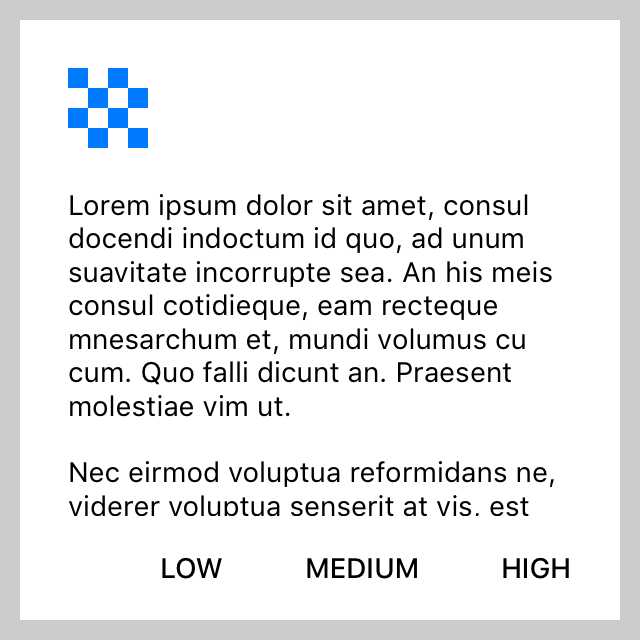 Lorem ipsum dolor sit amet, consul
docendi indoctum id quo, ad unum
suavitate incorrupte sea. An his meis
consul cotidieque, eam recteque
mnesarchum et, mundi volumus cu
cum. Quo falli dicunt an. Praesent
molestiae vim ut.
Nec eirmod voluptua reformidans ne,
viderer voluptua senserit at vis, est
LOW MEDIUM HIGH